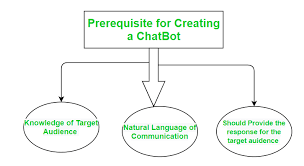 Prerequisite for Creating
a ChatBot
Knowledge of Target
Audience
Natural Language of
Communication
Should Provide the
response for the
target auidence